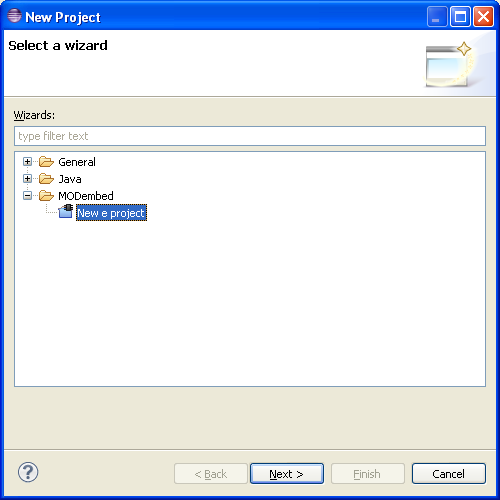 New Project
Select a wizard
Wizards:
type filter text
General
Java
MODembed
New e project
?
< Back
Next >
Finish
Cancel